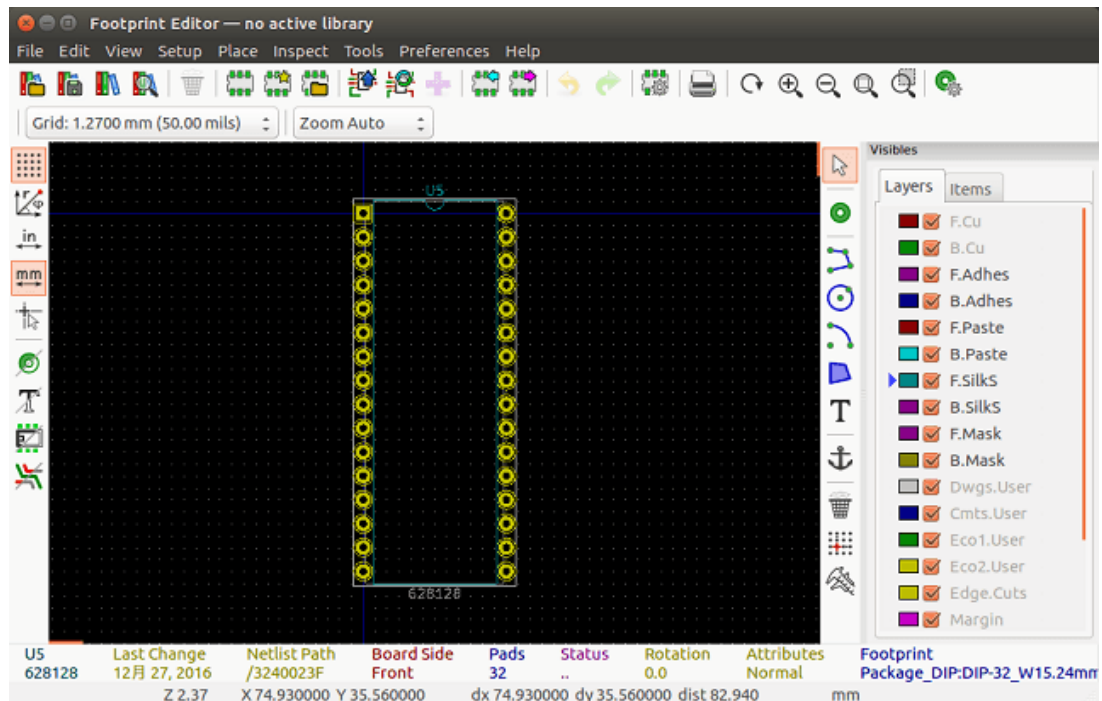 Footprint Editor — no active library
File Edit View Setup Place Inspect Tools Preferences Help
Grid: 1.2700 mm (50.00 mils) Zoom Auto
Visibles
Layers Items
in
mm
U5
628128
T
F.Cu
B.Cu
F.Adhes
B.Adhes
F.Paste
B.Paste
F.SilkS
B.SilkS
F.Mask
B.Mask
Dwgs.User
Cmts.User
Eco1.User
Eco2.User
Edge.Cuts
Margin
U5 Last Change Netlist Path Board Side Pads Status Rotation Attributes Footprint
628128 12月 27, 2016 /3240023F Front 32 .. 0.0 Normal Package_DIP:DIP-32_W15.24mm
Z 2.37 X 74.930000 Y 35.560000 dx 74.930000 dy 35.560000 dist 82.940 mm